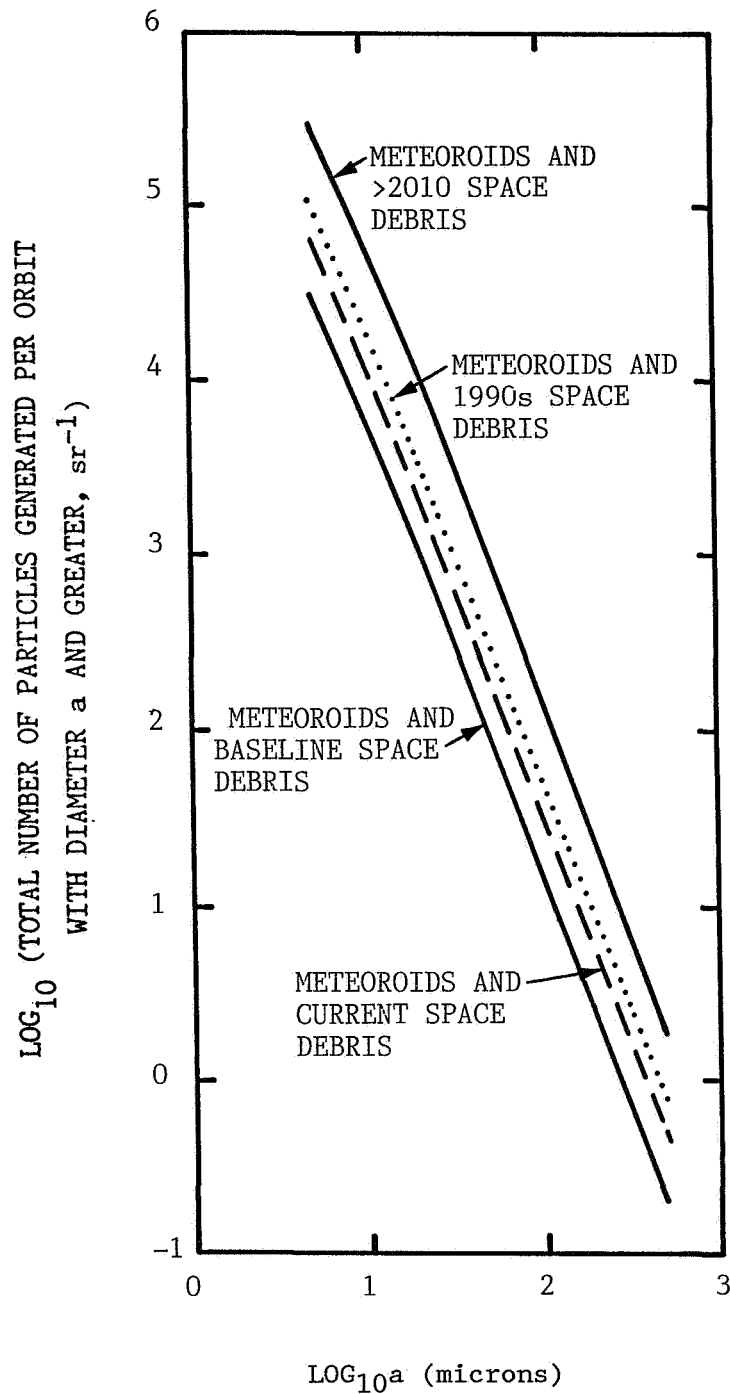 6
5
4
3
2
1
0
-1
LOG10 (TOTAL NUMBER OF PARTICLES GENERATED PER ORBIT
WITH DIAMETER a AND GREATER, sr-1)
METEOROIDS AND
>2010 SPACE
DEBRIS
METEOROIDS AND
1990s SPACE
DEBRIS
METEOROIDS AND
BASELINE SPACE
DEBRIS
METEOROIDS AND
CURRENT SPACE
DEBRIS
0 1 2 3
LOG10a (microns)